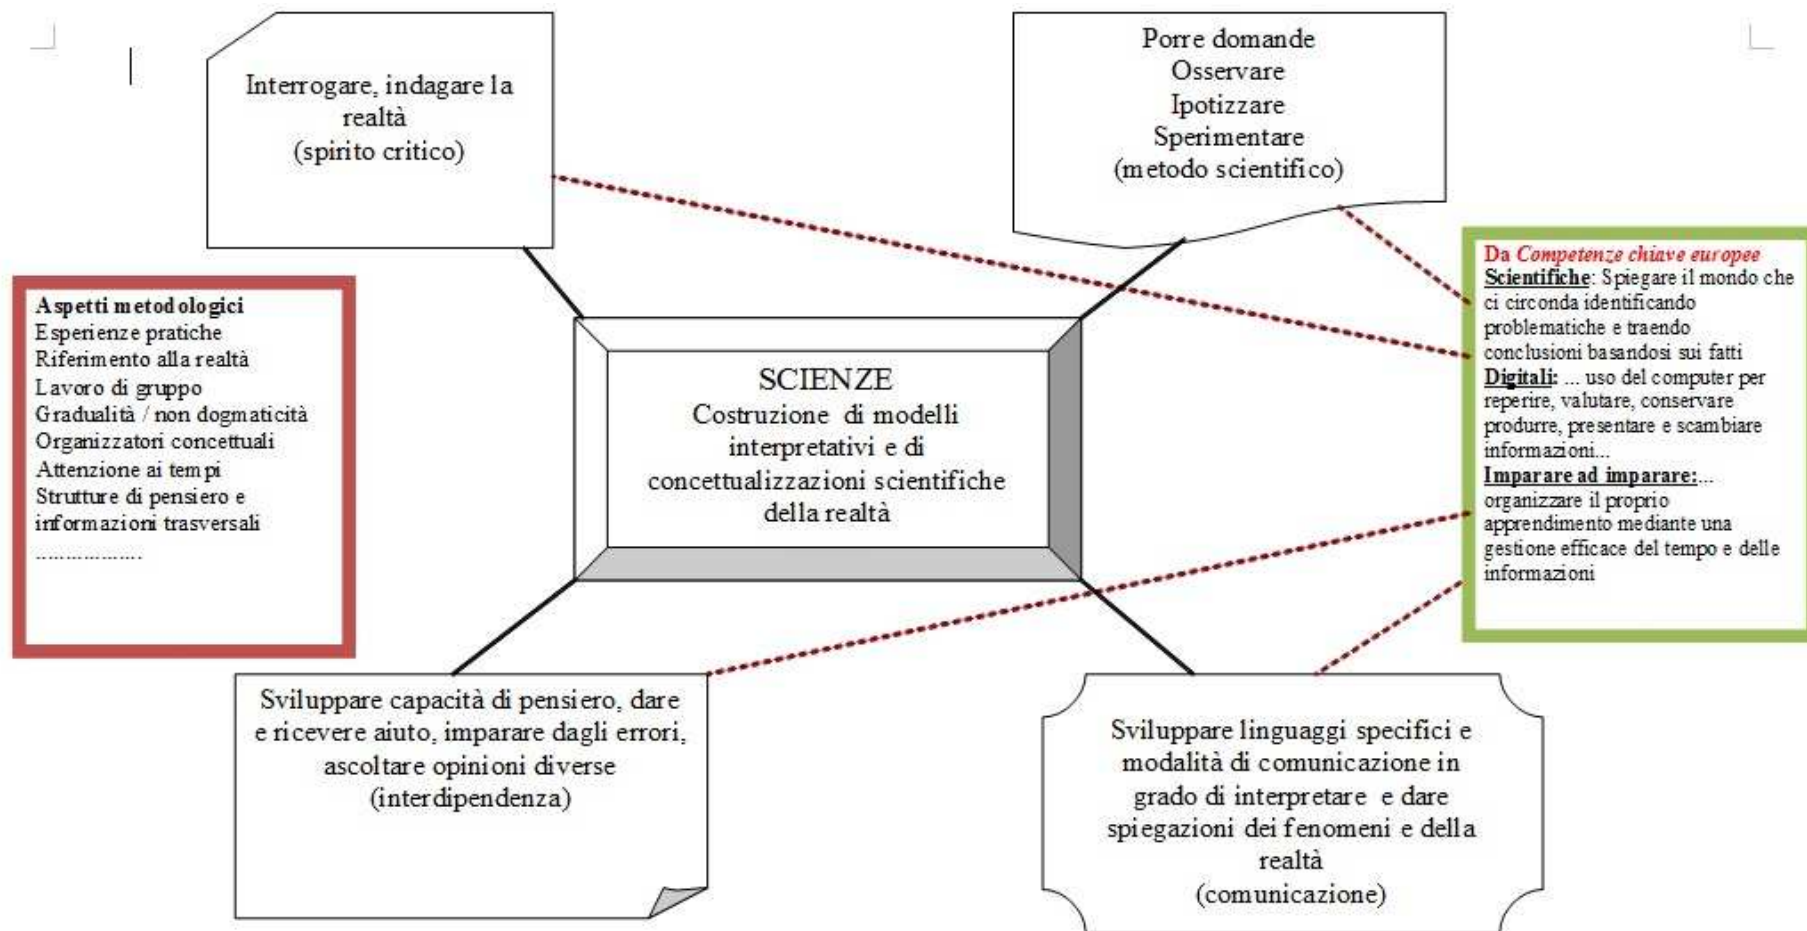 Interrogare, indagare la
realtà
(spirito critico)
Porre domande
Osservare
Ipotizzare
Sperimentare
(metodo scientifico)
Aspetti metodologici
Esperienze pratiche
Riferimento alla realtà
Lavoro di gruppo
Gradualità / non dogmaticità
Organizzatori concettuali
Attenzione ai tempi
Strutture di pensiero e
informazioni trasversali
..................
SCIENZE
Costruzione di modelli
interpretativi e di
concettualizzazioni scientifiche
della realtà
Da Competenze chiave europee
Scientifiche: Spiegare il mondo che
ci circonda identificando
problematiche e traendo
conclusioni basandosi sui fatti
Digitali: ... uso del computer per
reperire, valutare, conservare
produrre, presentare e scambiare
informazioni...
Imparare ad imparare:...
organizzare il proprio
apprendimento mediante una
gestione efficace del tempo e delle
informazioni
Sviluppare capacità di pensiero, dare
e ricevere aiuto, imparare dagli errori,
ascoltare opinioni diverse
(interdipendenza)
Sviluppare linguaggi specifici e
modalità di comunicazione in
grado di interpretare e dare
spiegazioni dei fenomeni e della
realtà
(comunicazione)